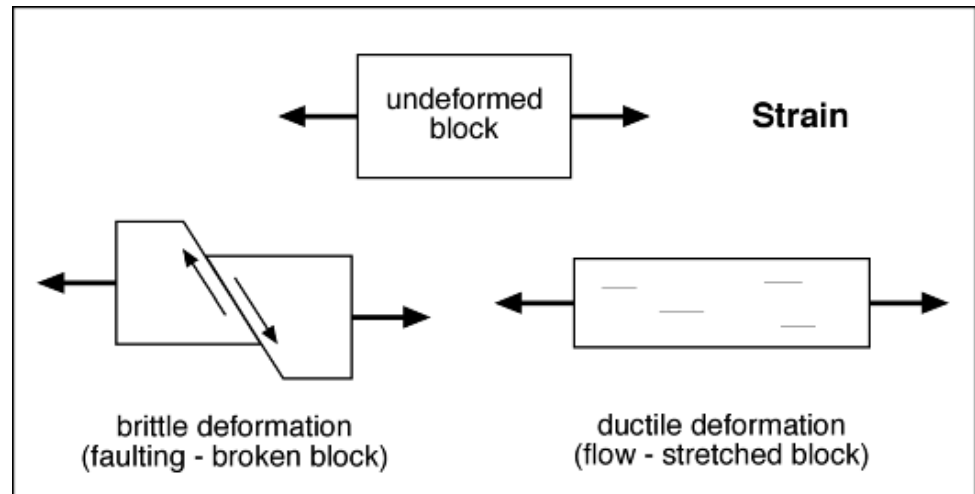 undeformed
block
Strain
brittle deformation
(faulting - broken block)
ductile deformation
(flow - stretched block)